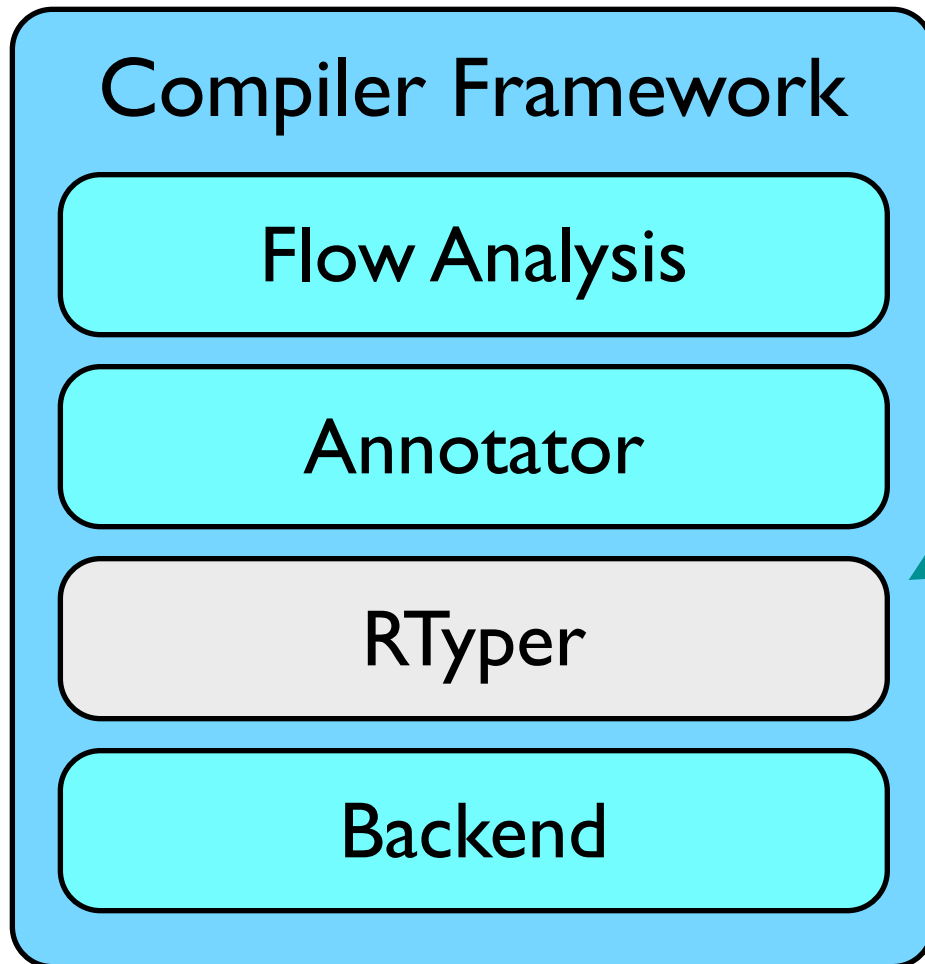 Compiler Framework
Flow Analysis
Annotator
RTyper
Backend